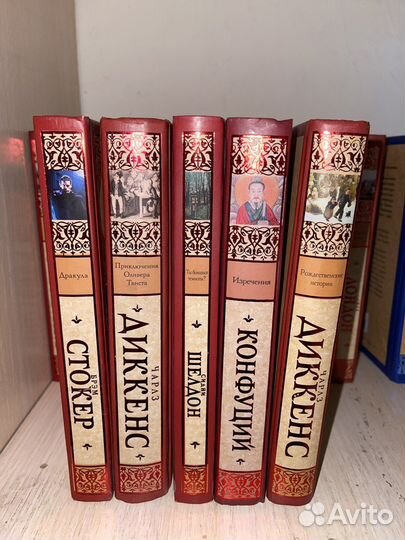 Дракула
БРЭМ
СТОКЕР
Приключения
Оливера
Твиста
ЧАРЛЗ
ДИККЕНС
Ты боишься
темноты?
СИДНИ
ШЕЛДОН
Изречения
КОНФУЦИЙ
Рождественские
истории
ЧАРЛЗ
ДИККЕНС
Avito